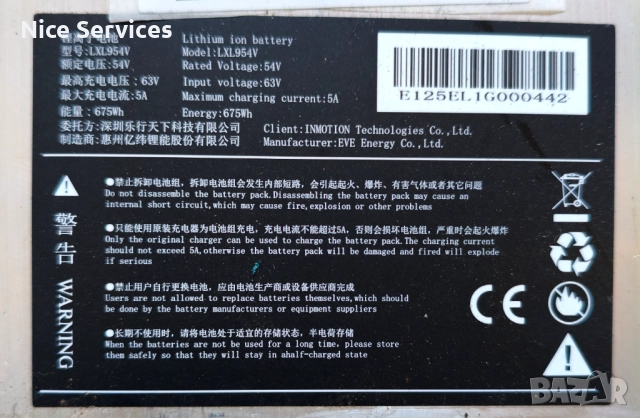 Nice Services
锂离子电池 Lithium ion battery
型号:LXL954V Model:LXL954V
额定电压:54V Rated Voltage:54V
最高充电电压: 63V Input voltage:63V
最大充电电流:5A Maximum charging current:5A
能量:675Wh Energy:675Wh
委托方:深圳乐行天下科技有限公司 Client:INMOTION Technologies Co.,Ltd.
制造商:惠州亿纬锂能股份有限公司 Manufacturer:EVE Energy Co.,Ltd.
E125EL1G000442
警告 WARNING
●禁止拆卸电池组, 拆卸电池组会发生内部短路, 会引起起火、爆炸、有害气体或者其它问题
Do not disassemble the battery pack.Disassembling the battery pack may cause an
internal short circuit,which may cause fire,explosion or other problems
●只能使用原装充电器为电池组充电, 充电电流不能超过5A, 否则会损坏电池组, 严重时会起火爆炸
Only the original charger can be used to charge the battery pack.The charging current
should not exceed 5A,otherwise the battery pack will be damaged and fired will explode
if serious
●禁止用户自行更换电池, 应由电池生产商或设备供应商完成
Users are not allowed to replace batteries themselves,which should
be done by the battery manufacturers or equipment suppliers
●长期不使用时, 请将电池处于适宜的存储状态, 半电荷存储
When the batteries are not be used for a long time, please store
them safely so that they will stay in ahalf-charged state
CE
BAZAR
bg